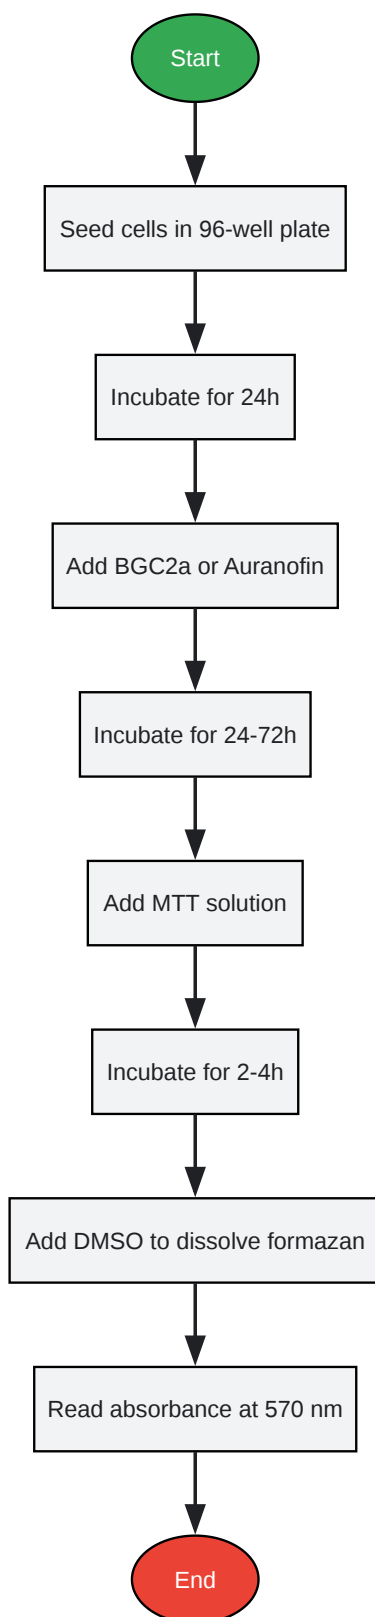 Start
Seed cells in 96-well plate
Incubate for 24h
Add BGC2a or Auranofin
Incubate for 24-72h
Add MTT solution
Incubate for 2-4h
Add DMSO to dissolve formazan
Read absorbance at 570 nm
End